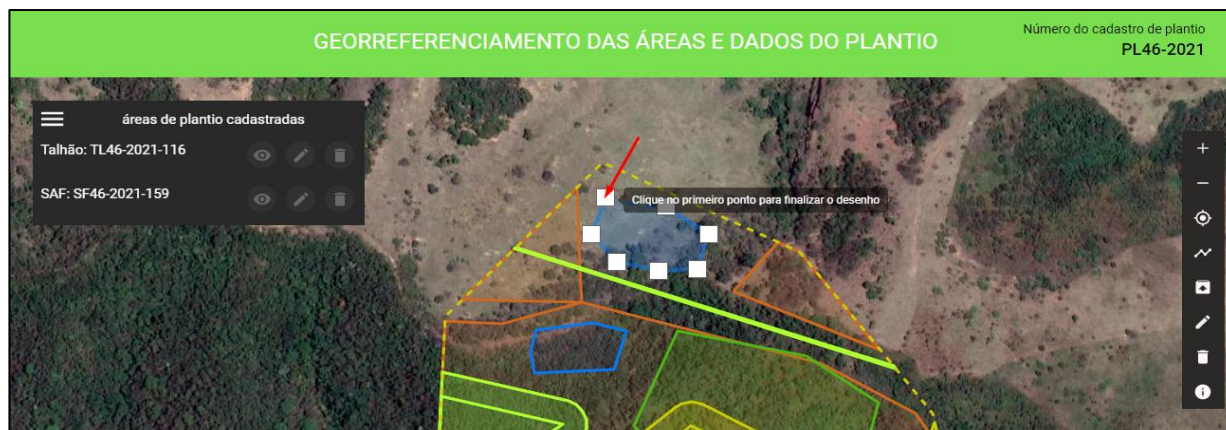 GEORREFERENCIAMENTO DAS ÁREAS E DADOS DO PLANTIO
Número do cadastro de plantio
PL46-2021
áreas de plantio cadastradas
Talhão: TL46-2021-116
SAF: SF46-2021-159
Clique no primeiro ponto para finalizar o desenho